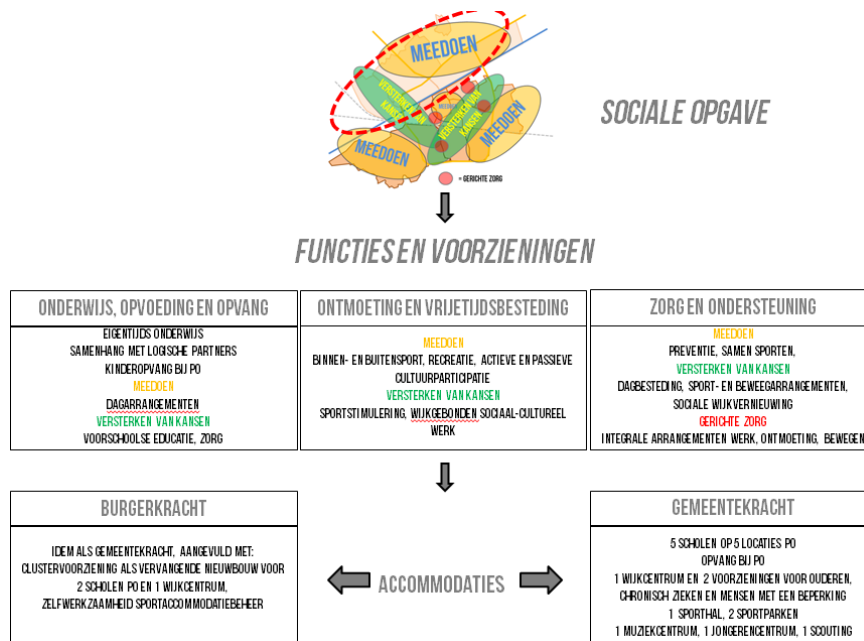 MEEDOEN
VERSTERKEN VAN
KANSEN
VERSTERKEN VAN
KANSEN
MEEDOEN
MEEDOEN
= GERICHTE ZORG
SOCIALE OPGAVE
FUNCTIES EN VOORZIENINGEN
ONDERWIJS, OPVOEDING EN OPVANG
EIGENTIJDS ONDERWIJS
SAMENHANG MET LOGISCHE PARTNERS
KINDEROPVANG BIJ PO
MEEDOEN
DAGARRANGEMENTEN
VERSTERKEN VAN KANSEN
VOORSCHOOLSE EDUCATIE, ZORG
ONTMOETING EN VRIJETIJDSBESTEDING
MEEDOEN
BINNEN- EN BUITENSPORT, RECREATIE, ACTIEVE EN PASSIEVE
CULTUURPARTICIPATIE
VERSTERKEN VAN KANSEN
SPORTSTIMULERING, WIJKGEBONDEN SOCIAAL-CULTUREEL
WERK
ZORG EN ONDERSTEUNING
MEEDOEN
PREVENTIE, SAMEN SPORTEN,
VERSTERKEN VAN KANSEN
DAGBESTEDING, SPORT- EN BEWEEGARRANGEMENTEN,
SOCIALE WIJKVERNIEUWING
GERICHTE ZORG
INTEGRALE ARRANGEMENTEN WERK, ONTMOETING, BEWEGEN
BURGERKRACHT
IDEM ALS GEMEENTEKRACHT, AANGEVULD MET:
CLUSTERVOORZIENING ALS VERVANGENDE NIEUWBOUW VOOR
2 SCHOLEN PO EN 1 WIJKCENTRUM,
ZELFWERKZAAMHEID SPORTACCOMMODATIEBEHEER
ACCOMMODATIES
GEMEENTEKRACHT
5 SCHOLEN OP 5 LOCATIES PO
OPVANG BIJ PO
1 WIJKCENTRUM EN 2 VOORZIENINGEN VOOR OUDEREN,
CHRONISCH ZIEKEN EN MENSEN MET EEN BEPERKING
1 SPORTHAL, 2 SPORTPARKEN
1 MUZIEKCENTRUM, 1 JONGERENCENTRUM, 1 SCOUTING